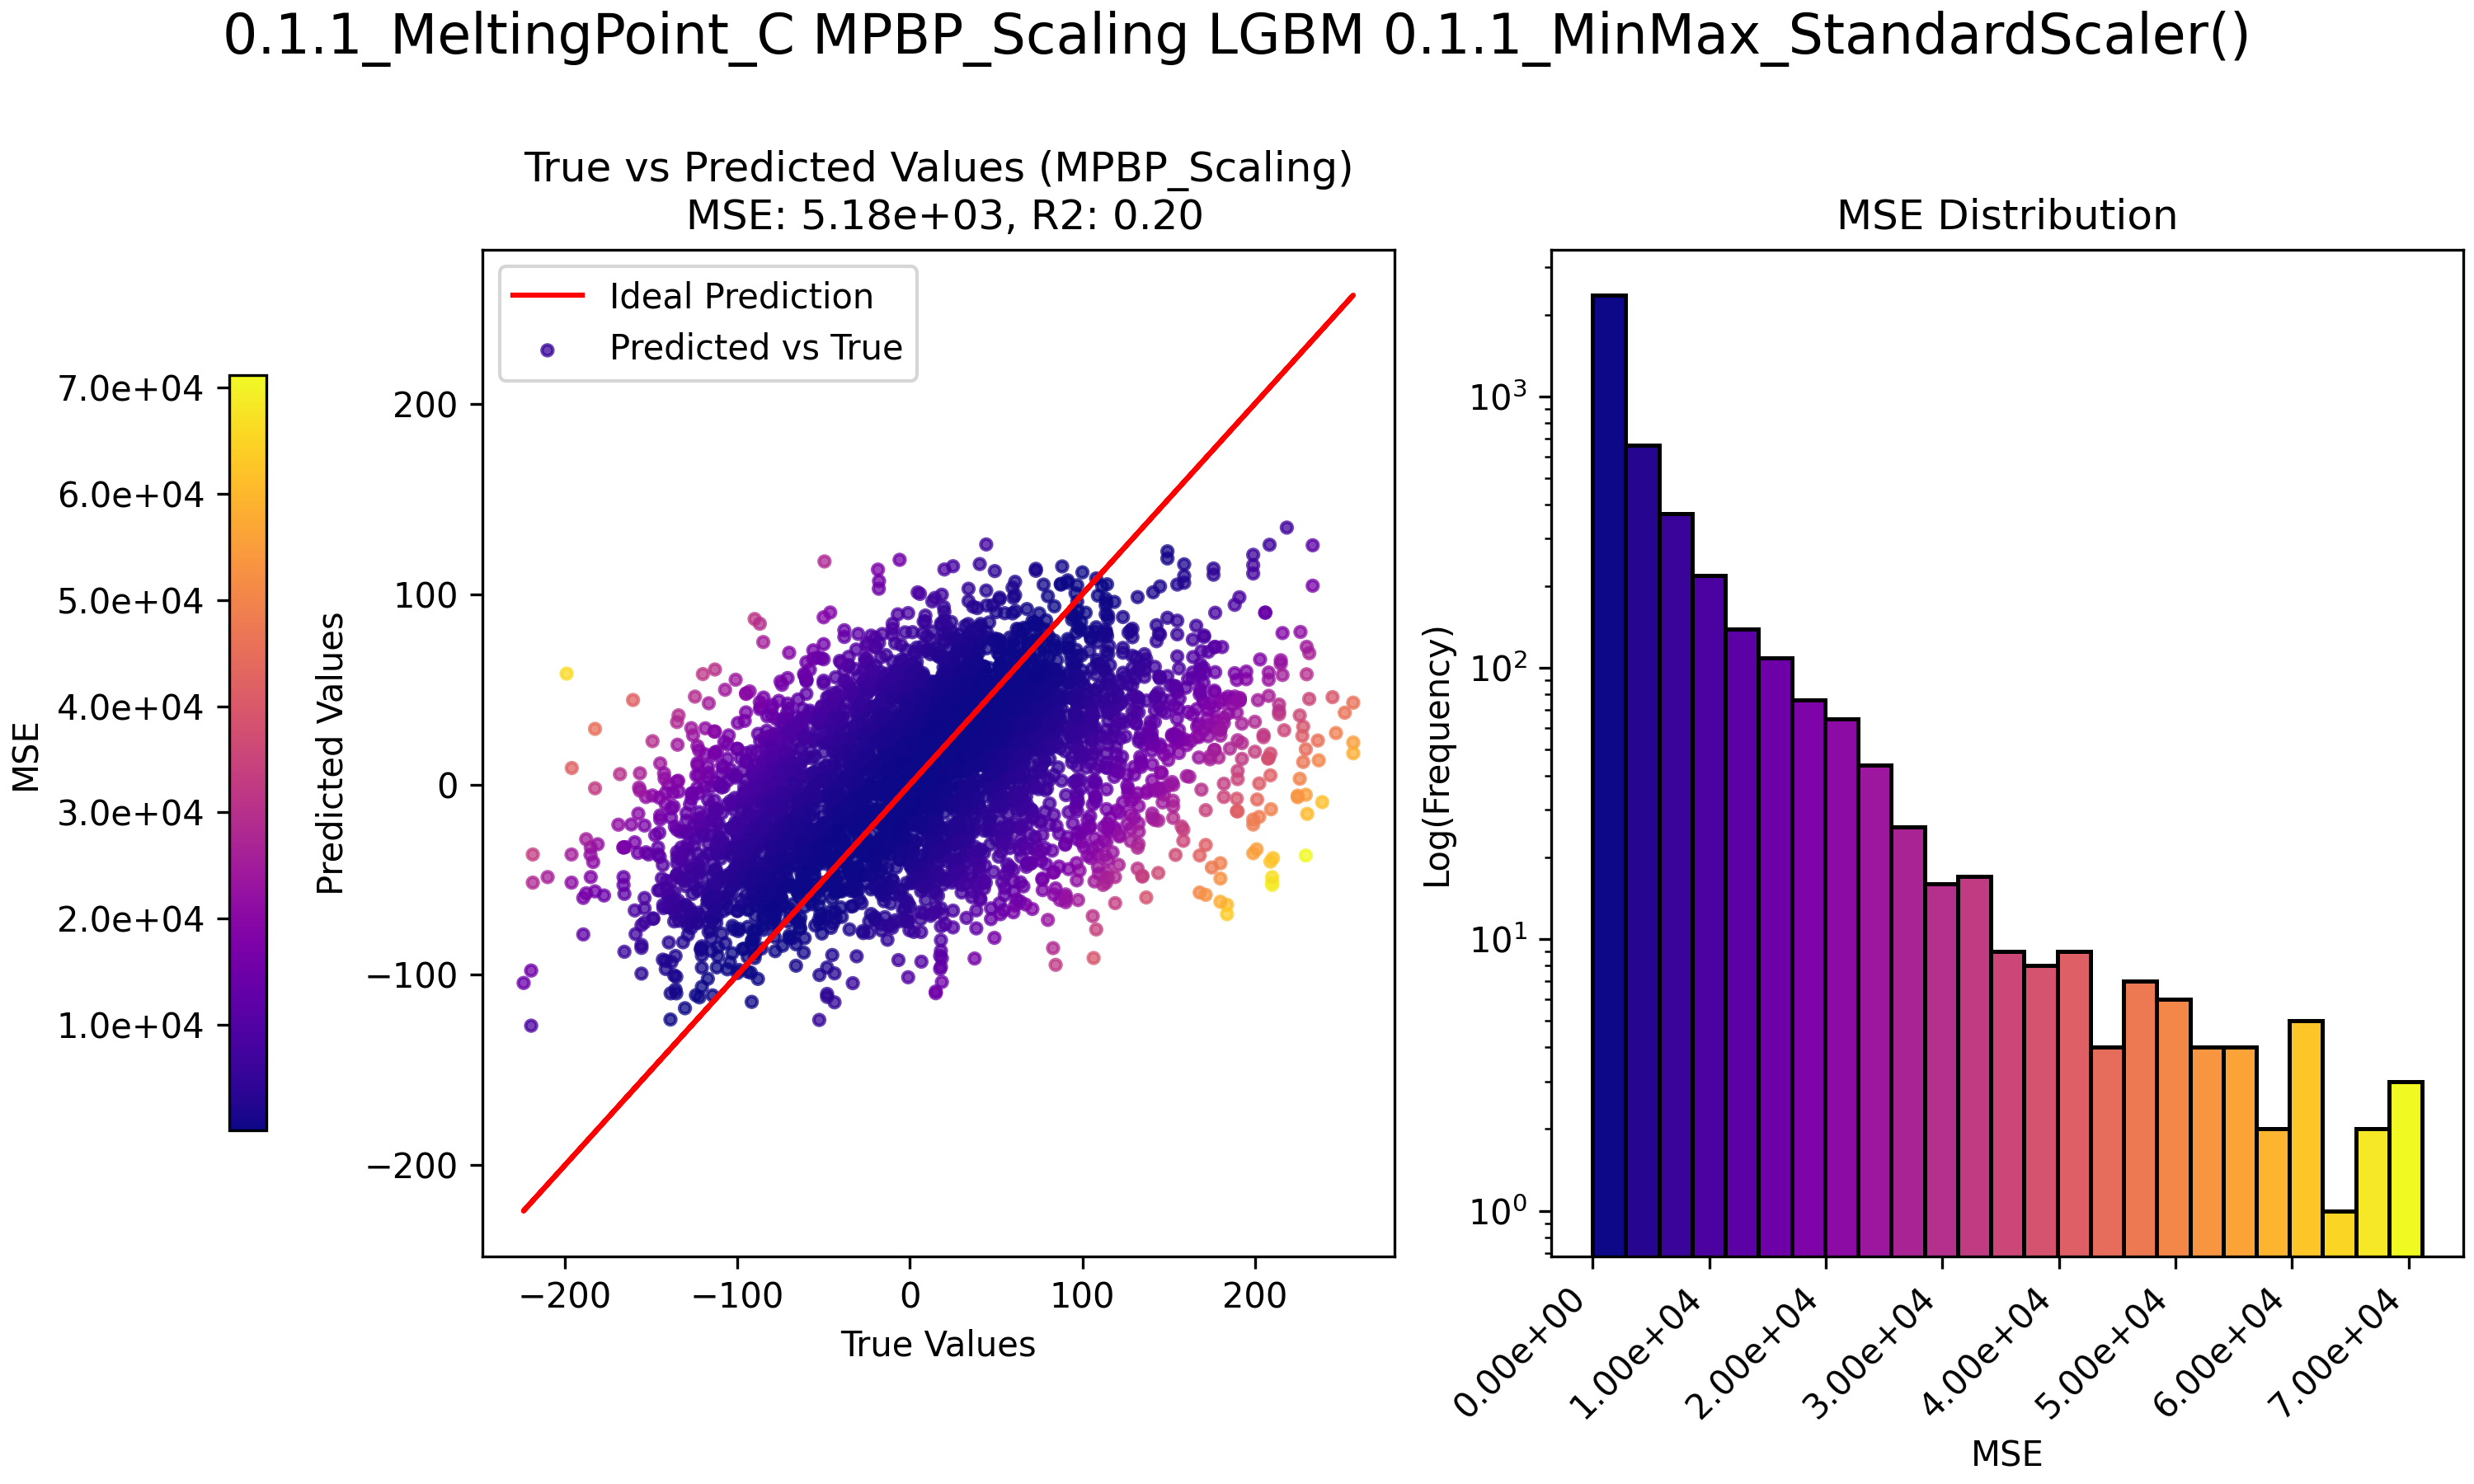 0.1.1_MeltingPoint_C MPBP_Scaling LGBM 0.1.1_MinMax_StandardScaler()
MSE
7.0e+04
6.0e+04
5.0e+04
4.0e+04
3.0e+04
2.0e+04
1.0e+04
True vs Predicted Values (MPBP_Scaling)
MSE: 5.18e+03, R2: 0.20
Ideal Prediction
Predicted vs True
Predicted Values
200
100
0
−100
−200
−200
−100
0
100
200
True Values
MSE Distribution
Log(Frequency)
10³
10²
10¹
10⁰
0.00e+00
1.00e+04
2.00e+04
3.00e+04
4.00e+04
5.00e+04
6.00e+04
7.00e+04
MSE